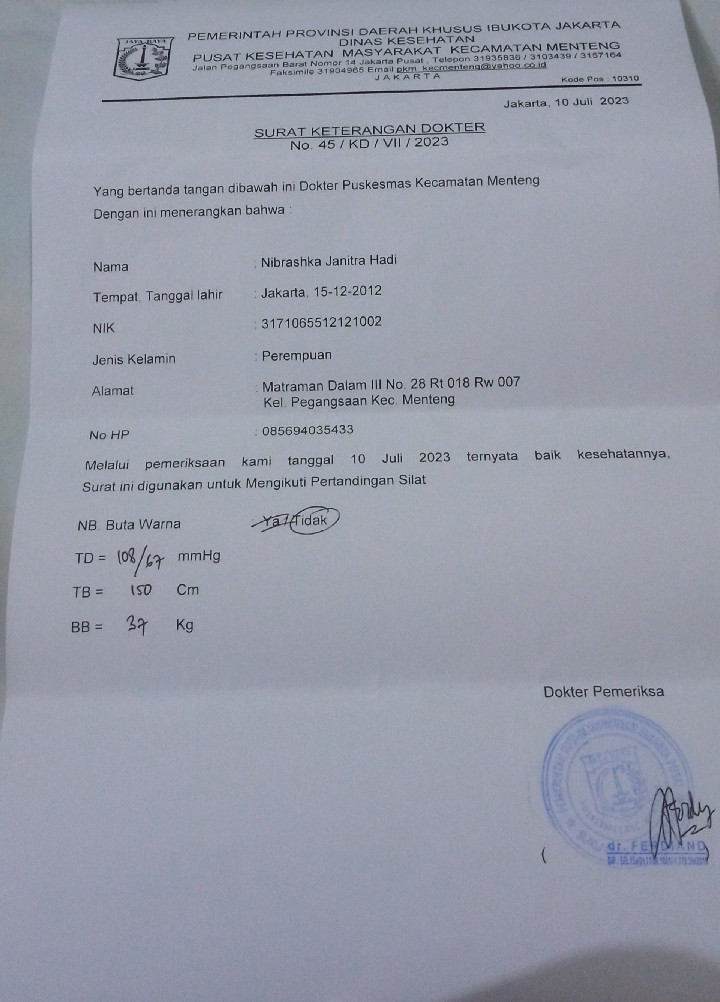 JAYA RAYA
PEMERINTAH PROVINSI DAERAH KHUSUS IBUKOTA JAKARTA
DINAS KESEHATAN
PUSAT KESEHATAN MASYARAKAT KECAMATAN MENTENG
Jalan Pegangsaan Barat Nomor 14 Jakarta Pusat, Telepon 31935836 / 3103439 / 3157164
Faksimile 31904965 Email pkm_kecmenteng@yahoo.co.id
JAKARTA
Kode Pos : 10310
Jakarta, 10 Juli 2023
SURAT KETERANGAN DOKTER
No. 45 / KD / VII / 2023
Yang bertanda tangan dibawah ini Dokter Puskesmas Kecamatan Menteng
Dengan ini menerangkan bahwa :
Nama : Nibrashka Janitra Hadi
Tempat, Tanggal lahir : Jakarta, 15-12-2012
NIK : 3171065512121002
Jenis Kelamin : Perempuan
Alamat : Matraman Dalam III No. 28 Rt 018 Rw 007
Kel. Pegangsaan Kec. Menteng
No HP : 085694035433
Melalui pemeriksaan kami tanggal 10 Juli 2023 ternyata baik kesehatannya,
Surat ini digunakan untuk Mengikuti Pertandingan Silat
NB. Buta Warna : Ya / Tidak
TD = 108/67 mmHg
TB = 150 Cm
BB = 37 Kg
Dokter Pemeriksa
( )